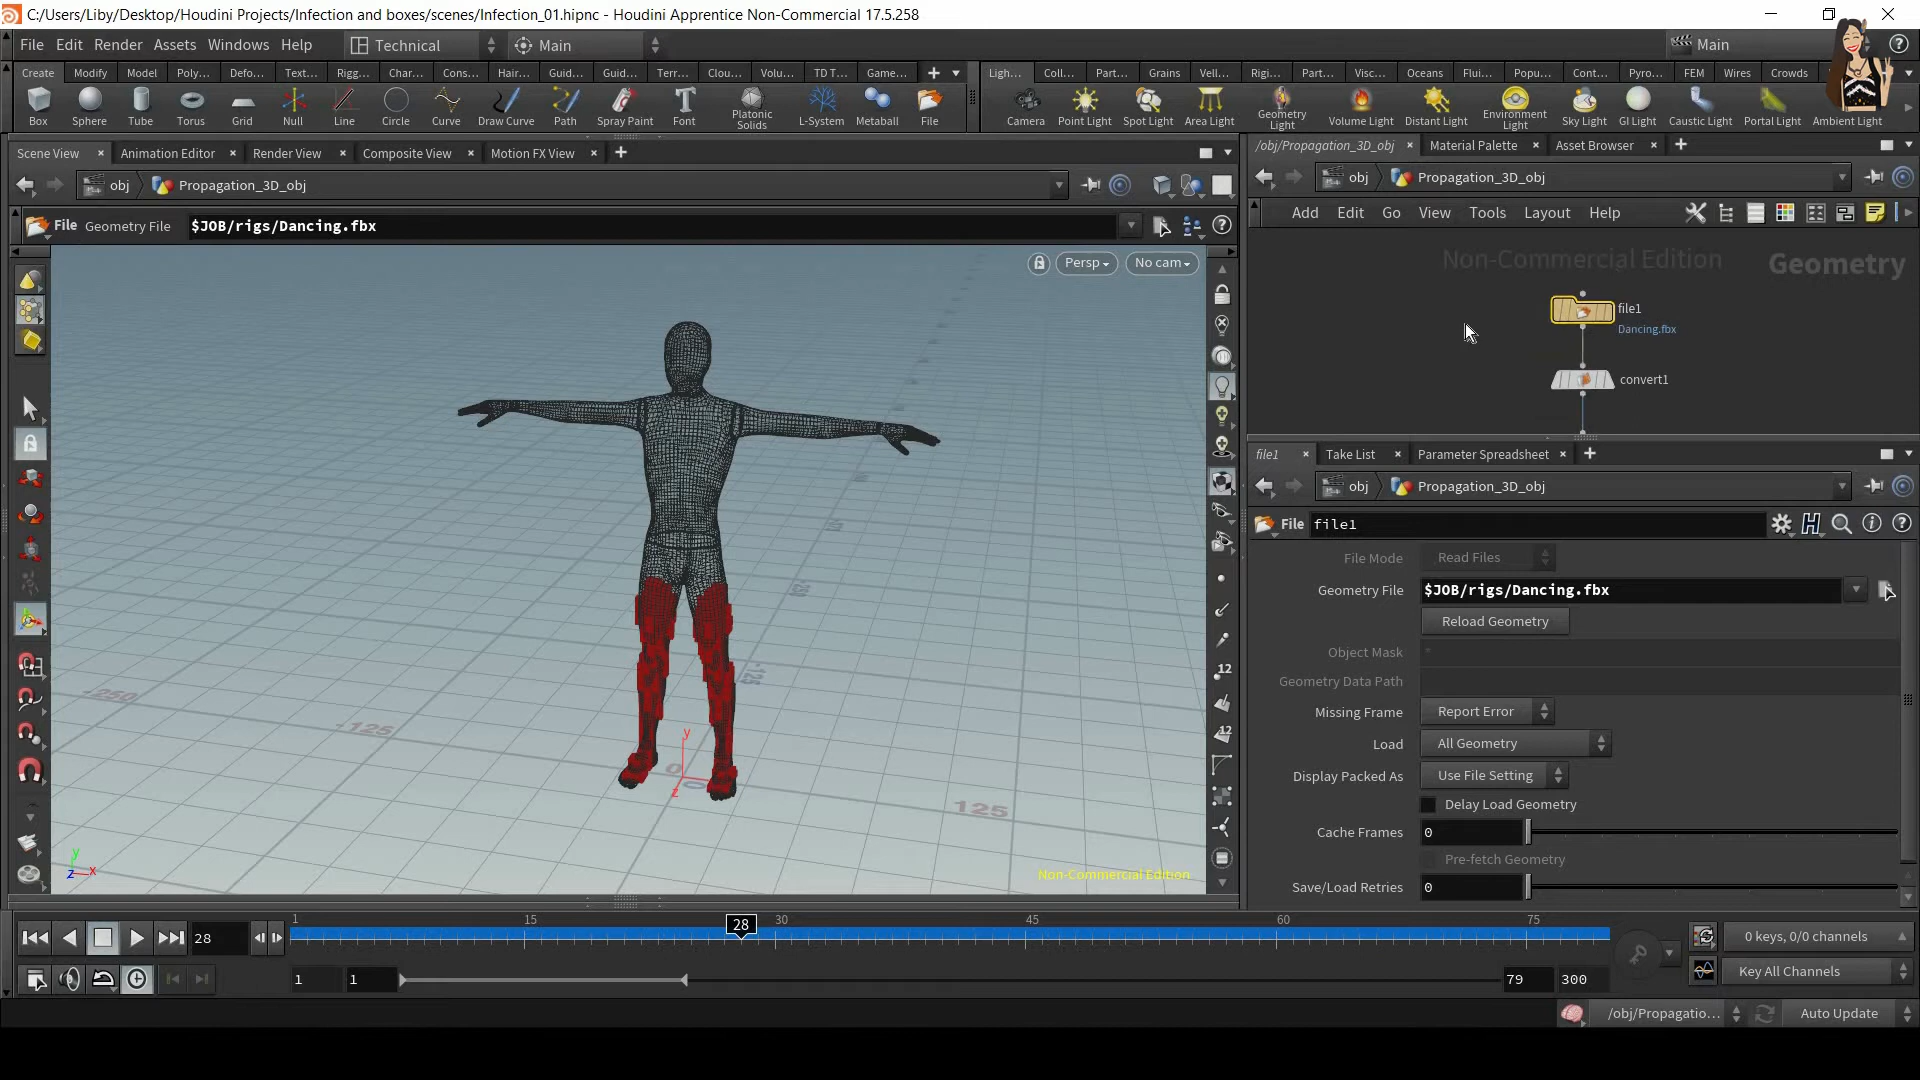 C:/Users/Liby/Desktop/Houdini Projects/Infection and boxes/scenes/Infection_01.hipnc - Houdini Apprentice Non-Commercial 17.5.258
File Edit Render Assets Windows Help Technical Main Main
Create Modify Model Poly... Defo... Text... Rigg... Char... Cons... Hair... Guid... Guid... Terr... Clou... Volu... TD T... Game... Ligh... Coll... Part... Grains Vell... Rigi... Part... Visc... Oceans Flui... Popu... Cont... Pyro... FEM Wires Crowds
Box Sphere Tube Torus Grid Null Line Circle Curve Draw Curve Path Spray Paint Font Platonic Solids L-System Metaball File Camera Point Light Spot Light Area Light Geometry Light Volume Light Distant Light Environment Light Sky Light GI Light Caustic Light Portal Light Ambient Light
Scene View Animation Editor Render View Composite View Motion FX View
obj Propagation_3D_obj
File Geometry File $JOB/rigs/Dancing.fbx
Persp No cam
-250
-125
0
125
-125
x
y
z
y
z
x
Non-Commercial Edition
12
12
/obj/Propagation_3D_obj Material Palette Asset Browser
obj Propagation_3D_obj
Add Edit Go View Tools Layout Help
Non-Commercial Edition Geometry
file1
Dancing.fbx
convert1
file1 Take List Parameter Spreadsheet
obj Propagation_3D_obj
File file1
File Mode Read Files
Geometry File $JOB/rigs/Dancing.fbx
Reload Geometry
Object Mask *
Geometry Data Path
Missing Frame Report Error
Load All Geometry
Display Packed As Use File Setting
Delay Load Geometry
Cache Frames 0
Pre-fetch Geometry
Save/Load Retries 0
1 15 28 30 45 60 75
28
0 keys, 0/0 channels
1 1 79 300
Key All Channels
/obj/Propagatio... Auto Update